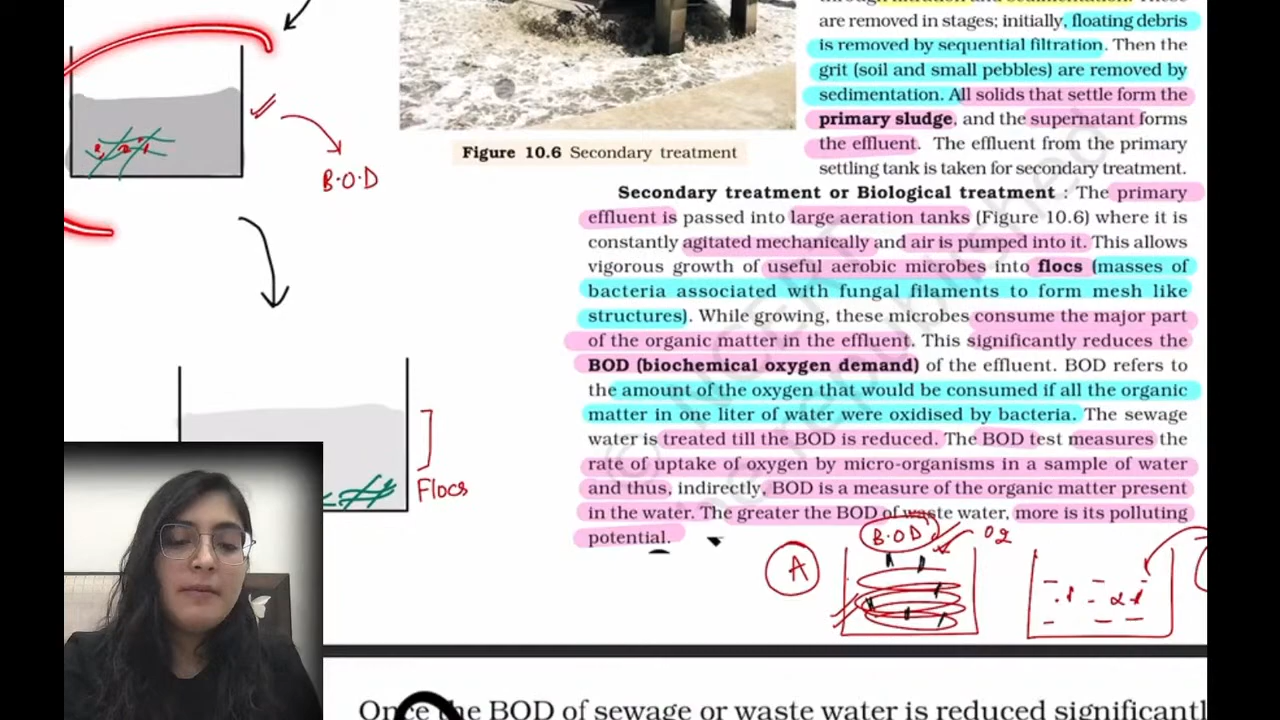 through filtration and sedimentation. These
are removed in stages; initially, floating debris
is removed by sequential filtration. Then the
grit (soil and small pebbles) are removed by
sedimentation. All solids that settle form the
primary sludge, and the supernatant forms
the effluent. The effluent from the primary
settling tank is taken for secondary treatment.
Figure 10.6 Secondary treatment
B.O.D
Secondary treatment or Biological treatment : The primary
effluent is passed into large aeration tanks (Figure 10.6) where it is
constantly agitated mechanically and air is pumped into it. This allows
vigorous growth of useful aerobic microbes into flocs (masses of
bacteria associated with fungal filaments to form mesh like
structures). While growing, these microbes consume the major part
of the organic matter in the effluent. This significantly reduces the
BOD (biochemical oxygen demand) of the effluent. BOD refers to
the amount of the oxygen that would be consumed if all the organic
matter in one liter of water were oxidised by bacteria. The sewage
water is treated till the BOD is reduced. The BOD test measures the
rate of uptake of oxygen by micro-organisms in a sample of water
and thus, indirectly, BOD is a measure of the organic matter present
in the water. The greater the BOD of waste water, more is its polluting
potential.
Flocs
A
B.O.D
O2
Once the BOD of sewage or waste water is reduced significantl